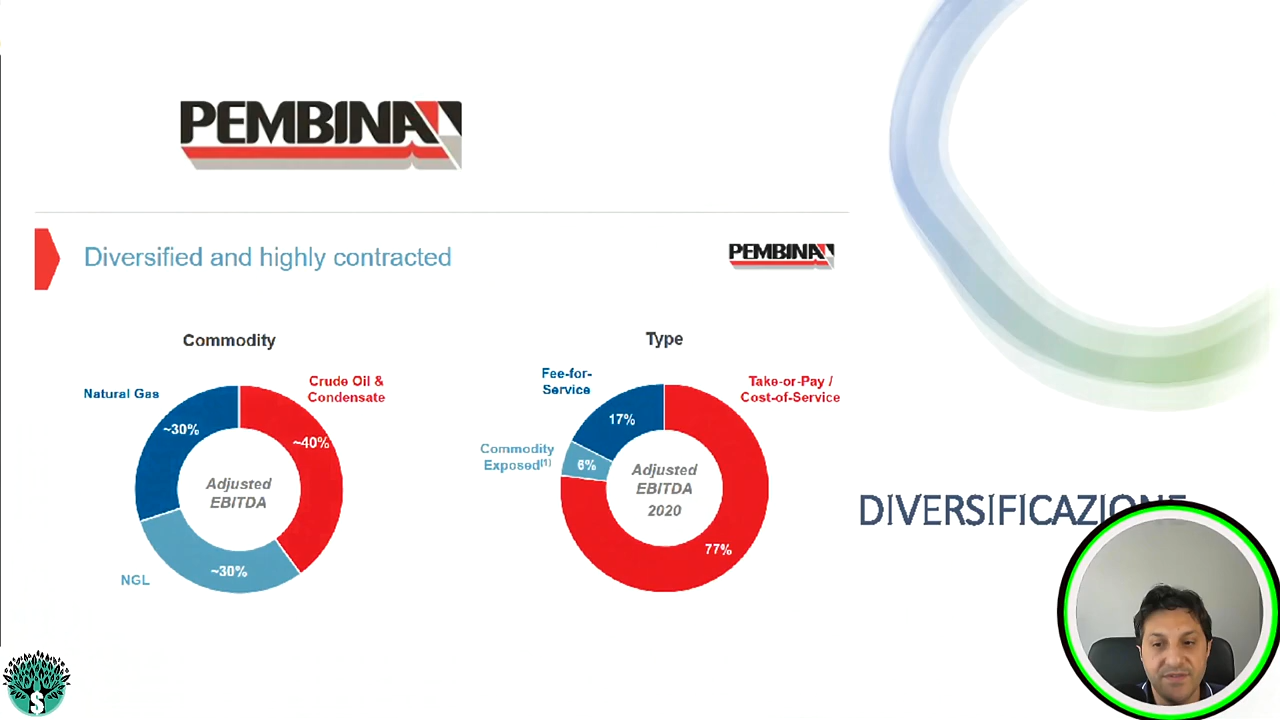 PEMBINA
Diversified and highly contracted
PEMBINA
Commodity
Type
Natural Gas
Crude Oil &
Condensate
~30%
~40%
Adjusted
EBITDA
NGL
~30%
Fee-for-
Service
Take-or-Pay /
Cost-of-Service
17%
Commodity
Exposed(1)
6%
Adjusted
EBITDA
2020
77%
DIVERSIFICAZIONE
$